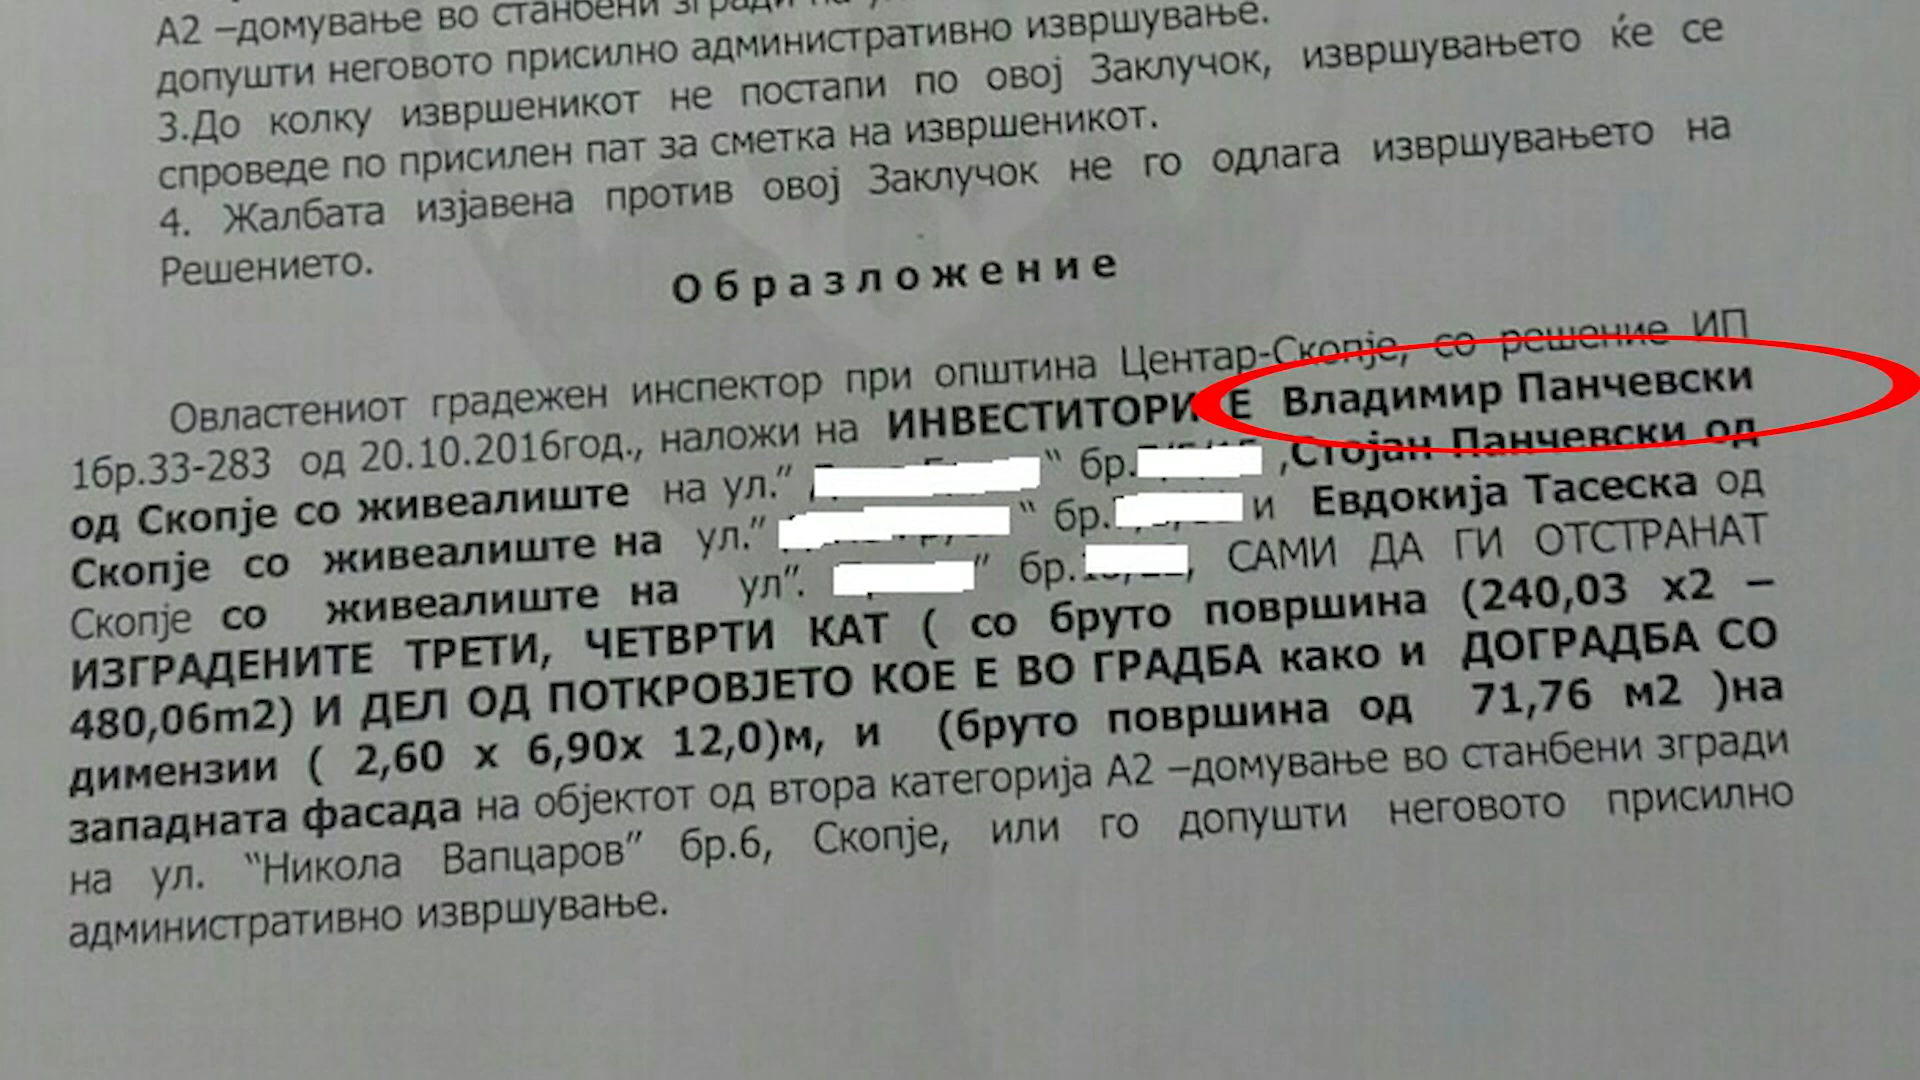 А2 –домување во станбени згради на
допушти неговото присилно административно извршување.
3.До колку извршеникот не постапи по овој Заклучок, извршувањето ќе се
спроведе по присилен пат за сметка на извршеникот.
4. Жалбата изјавена против овој Заклучок не го одлага извршувањето на
Решението.
Образложение
Овластениот градежен инспектор при општина Центар-Скопје, со решение ИП
1бр.33-283 од 20.10.2016год., наложи на ИНВЕСТИТОРИТЕ Владимир Панчевски
од Скопје со живеалиште на ул.” “ бр. ,Стојан Панчевски од
Скопје со живеалиште на ул.” “ бр. и Евдокија Тасеска од
Скопје со живеалиште на ул”. ” бр. , САМИ ДА ГИ ОТСТРАНАТ
ИЗГРАДЕНИТЕ ТРЕТИ, ЧЕТВРТИ КАТ ( со бруто површина (240,03 х2 –
480,06m2) И ДЕЛ ОД ПОТКРОВЈЕТО КОЕ Е ВО ГРАДБА како и ДОГРАДБА СО
димензии ( 2,60 х 6,90х 12,0)м, и (бруто површина од 71,76 м2 )на
западната фасада на објектот од втора категорија А2 –домување во станбени згради
на ул. “Никола Вапцаров” бр.6, Скопје, или го допушти неговото присилно
административно извршување.